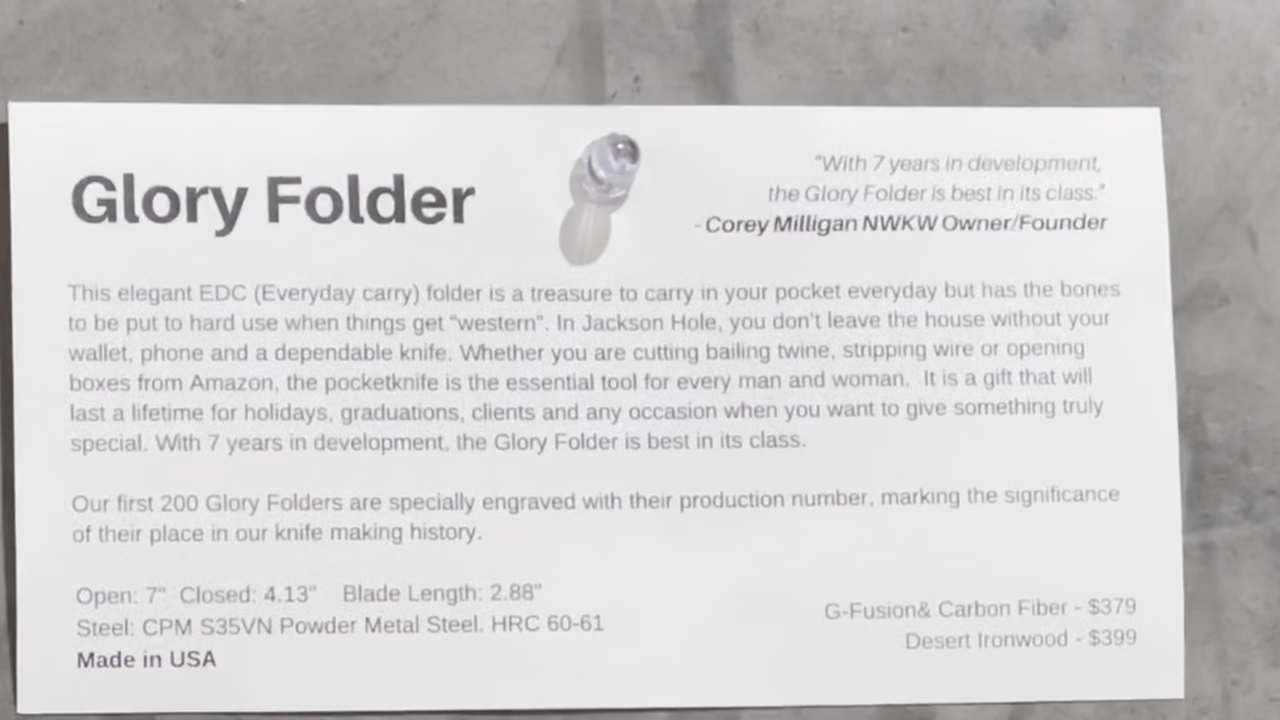 Glory Folder
"With 7 years in development,
the Glory Folder is best in its class."
- Corey Milligan NWKW Owner/Founder
This elegant EDC (Everyday carry) folder is a treasure to carry in your pocket everyday but has the bones
to be put to hard use when things get "western". In Jackson Hole, you don't leave the house without your
wallet, phone and a dependable knife. Whether you are cutting bailing twine, stripping wire or opening
boxes from Amazon, the pocketknife is the essential tool for every man and woman.  It is a gift that will
last a lifetime for holidays, graduations, clients and any occasion when you want to give something truly
special. With 7 years in development, the Glory Folder is best in its class.
Our first 200 Glory Folders are specially engraved with their production number, marking the significance
of their place in our knife making history.
Open: 7"  Closed: 4.13"    Blade Length: 2.88"
Steel: CPM S35VN Powder Metal Steel. HRC 60-61
Made in USA
G-Fusion& Carbon Fiber - $379
Desert Ironwood - $399